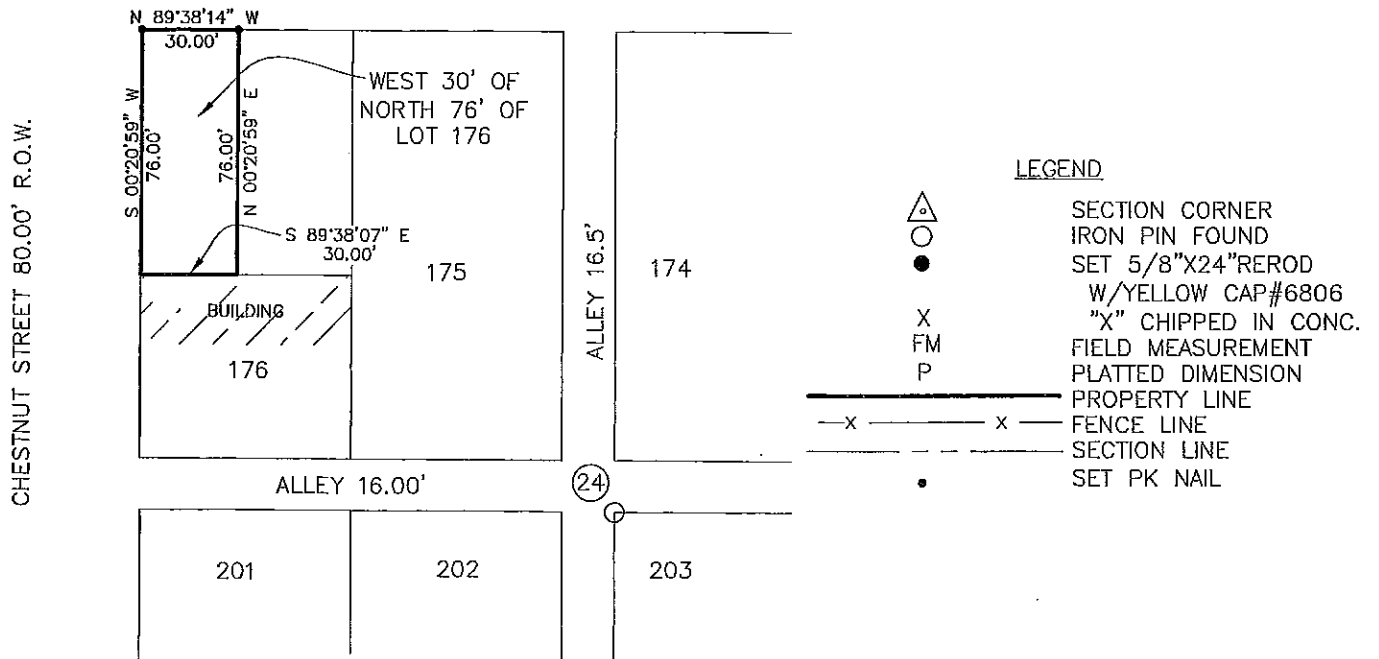 N 89°38'14" W
30.00'
WEST 30' OF
NORTH 76' OF
LOT 176
S 00°20'59" W
76.00'
76.00'
N 00°20'59" E
S 89°38'07" E
30.00'
CHESTNUT STREET 80.00' R.O.W.
BUILDING
176
175
ALLEY 16.5'
174
ALLEY 16.00'
24
201
202
203
LEGEND
SECTION CORNER
IRON PIN FOUND
SET 5/8"X24"REROD
W/YELLOW CAP#6806
X "X" CHIPPED IN CONC.
FM FIELD MEASUREMENT
P PLATTED DIMENSION
PROPERTY LINE
X X FENCE LINE
SECTION LINE
SET PK NAIL